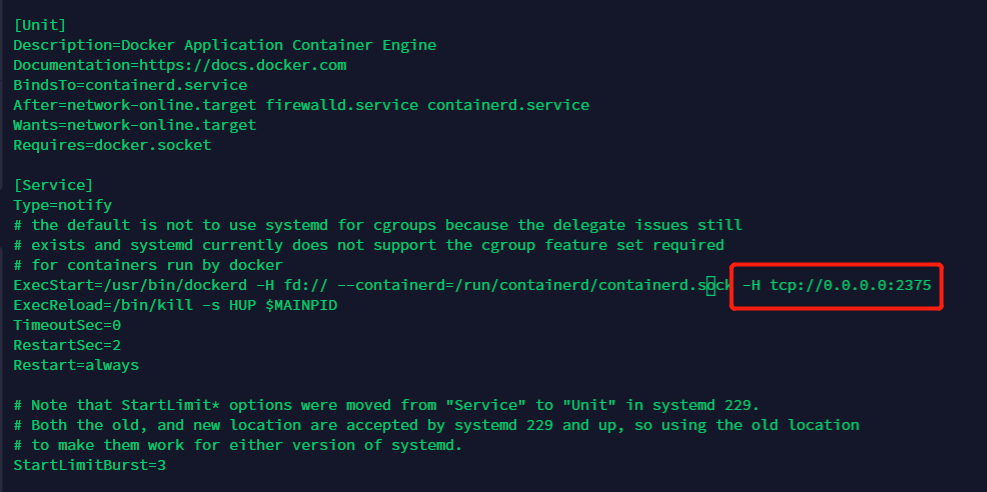 [Unit]
Description=Docker Application Container Engine
Documentation=https://docs.docker.com
BindsTo=containerd.service
After=network-online.target firewalld.service containerd.service
Wants=network-online.target
Requires=docker.socket
[Service]
Type=notify
# the default is not to use systemd for cgroups because the delegate issues still
# exists and systemd currently does not support the cgroup feature set required
# for containers run by docker
ExecStart=/usr/bin/dockerd -H fd:// --containerd=/run/containerd/containerd.sock -H tcp://0.0.0.0:2375
ExecReload=/bin/kill -s HUP $MAINPID
TimeoutSec=0
RestartSec=2
Restart=always
# Note that StartLimit* options were moved from "Service" to "Unit" in systemd 229.
# Both the old, and new location are accepted by systemd 229 and up, so using the old location
# to make them work for either version of systemd.
StartLimitBurst=3